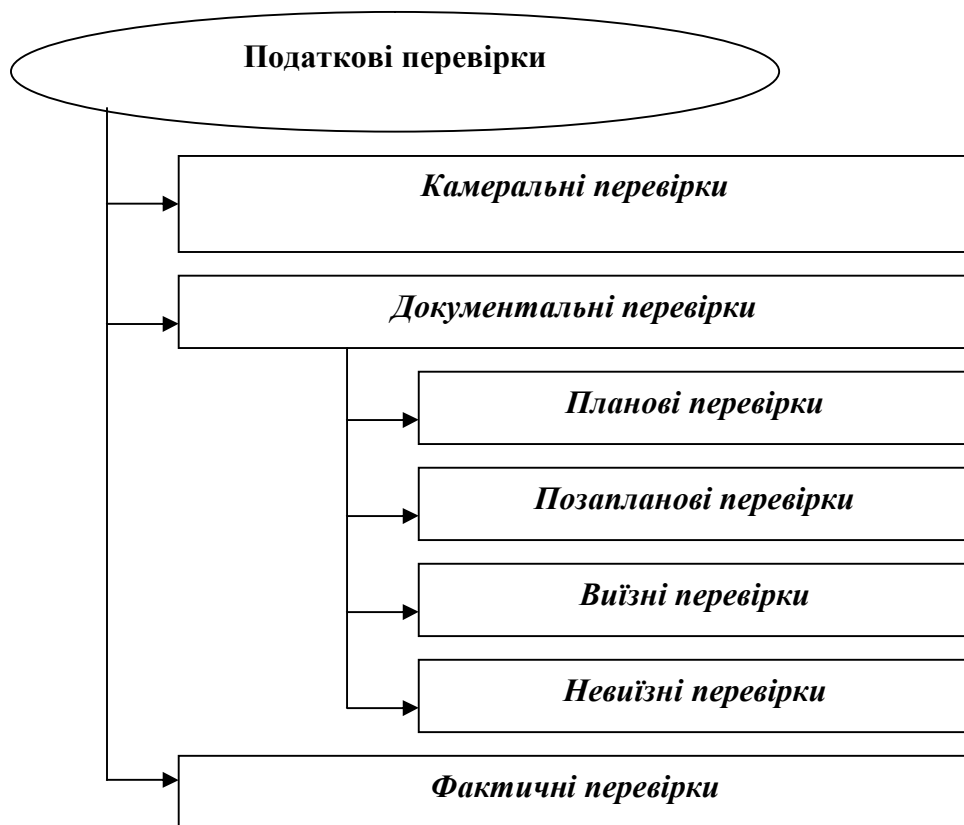 Податкові перевірки
Камеральні перевірки
Документальні перевірки
Планові перевірки
Позапланові перевірки
Виїзні перевірки
Невиїзні перевірки
Фактичні перевірки